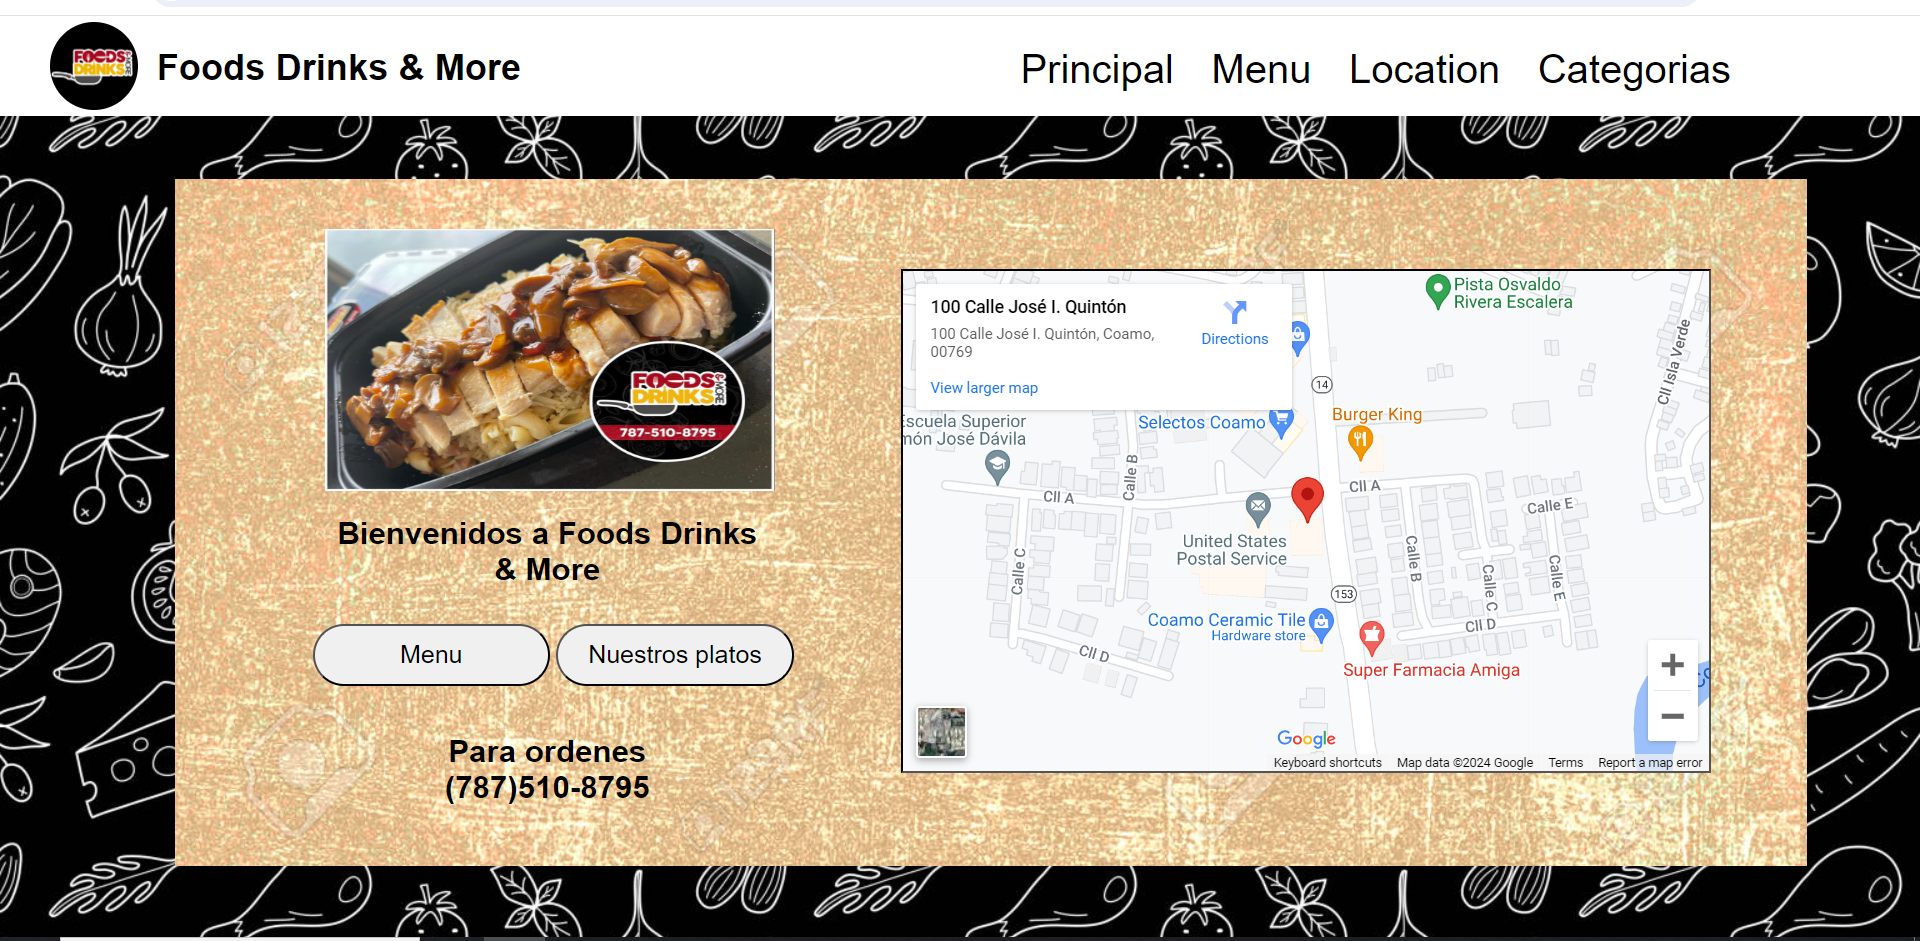 FOODS & MORE
DRINKS
Foods Drinks & More
Principal Menu Location Categorias
FOODS & MORE
DRINKS
787-510-8795
Bienvenidos a Foods Drinks
& More
Menu
Nuestros platos
Para ordenes
(787)510-8795
100 Calle José I. Quintón
100 Calle José I. Quintón, Coamo,
00769
Directions
View larger map
Pista Osvaldo
Rivera Escalera
Cll Isla Verde
14
Burger King
Selectos Coamo
Escuela Superior
món José Dávila
Calle B
Cll A
Cll A
Calle E
United States
Postal Service
Calle C
Calle B
Calle C
Calle E
153
Coamo Ceramic Tile
Hardware store
Cll D
Cll D
Super Farmacia Amiga
Google
Keyboard shortcuts
Map data ©2024 Google
Terms
Report a map error